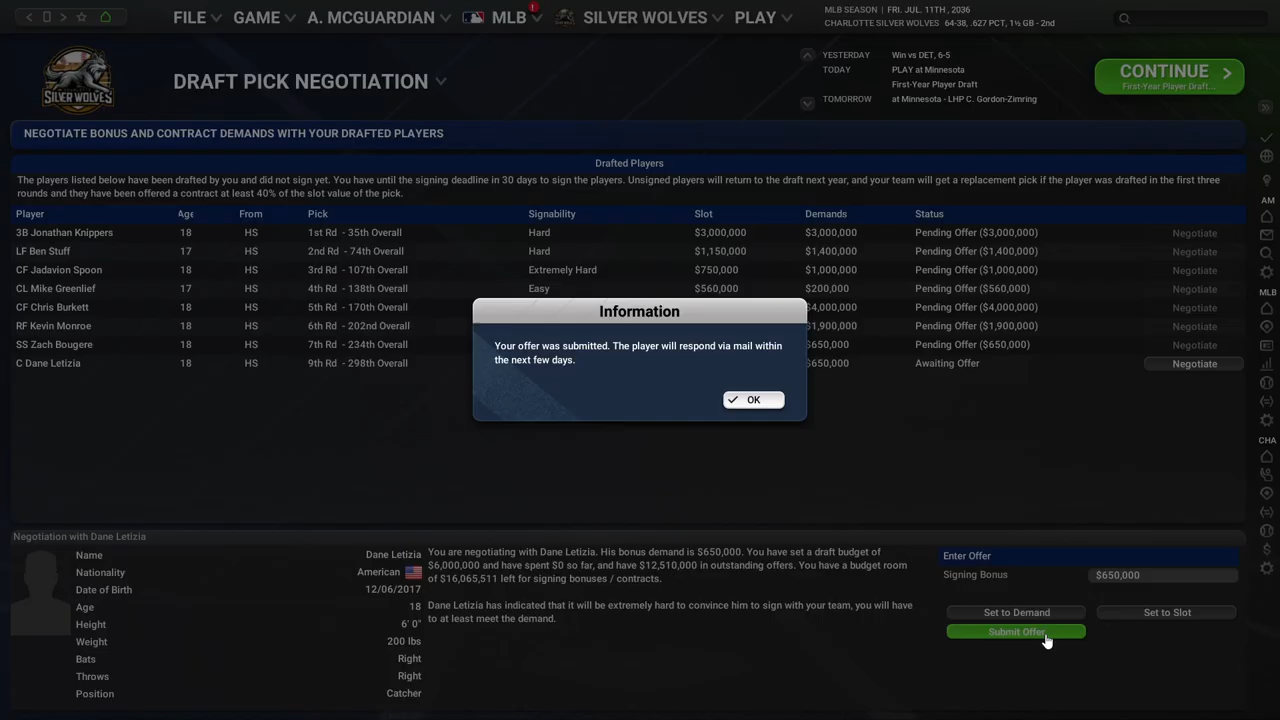 FILE GAME A. MCGUARDIAN MLB SILVER WOLVES PLAY
MLB SEASON | FRI. JUL. 11TH , 2036
CHARLOTTE SILVER WOLVES 64-38, .627 PCT, 1½ GB - 2nd
SILVER WOLVES
DRAFT PICK NEGOTIATION
YESTERDAY Win vs DET, 6-5
TODAY PLAY at Minnesota
First-Year Player Draft
TOMORROW at Minnesota - LHP C. Gordon-Zimring
CONTINUE
First-Year Player Draft...
NEGOTIATE BONUS AND CONTRACT DEMANDS WITH YOUR DRAFTED PLAYERS
Drafted Players
The players listed below have been drafted by you and did not sign yet. You have until the signing deadline in 30 days to sign the players. Unsigned players will return to the draft next year, and your team will get a replacement pick if the player was drafted in the first three
rounds and they have been offered a contract at least 40% of the slot value of the pick.
Player Age From Pick Signability Slot Demands Status
3B Jonathan Knippers 18 HS 1st Rd - 35th Overall Hard $3,000,000 $3,000,000 Pending Offer ($3,000,000) Negotiate
LF Ben Stuff 17 HS 2nd Rd - 74th Overall Hard $1,150,000 $1,400,000 Pending Offer ($1,400,000) Negotiate
CF Jadavion Spoon 18 HS 3rd Rd - 107th Overall Extremely Hard $750,000 $1,000,000 Pending Offer ($1,000,000) Negotiate
CL Mike Greenlief 17 HS 4th Rd - 138th Overall Easy $560,000 $200,000 Pending Offer ($560,000) Negotiate
CF Chris Burkett 18 HS 5th Rd - 170th Overall $4,000,000 Pending Offer ($4,000,000) Negotiate
RF Kevin Monroe 18 HS 6th Rd - 202nd Overall $1,900,000 Pending Offer ($1,900,000) Negotiate
SS Zach Bougere 18 HS 7th Rd - 234th Overall $650,000 Pending Offer ($650,000) Negotiate
C Dane Letizia 18 HS 9th Rd - 298th Overall $650,000 Awaiting Offer Negotiate
Information
Your offer was submitted. The player will respond via mail within
the next few days.
OK
AM
MLB
CHA
Negotiation with Dane Letizia
Name Dane Letizia
Nationality American
Date of Birth 12/06/2017
Age 18
Height 6' 0"
Weight 200 lbs
Bats Right
Throws Right
Position Catcher
You are negotiating with Dane Letizia. His bonus demand is $650,000. You have set a draft budget of
$6,000,000 and have spent $0 so far, and have $12,510,000 in outstanding offers. You have a budget room
of $16,065,511 left for signing bonuses / contracts.
Dane Letizia has indicated that it will be extremely hard to convince him to sign with your team, you will have
to at least meet the demand.
Enter Offer
Signing Bonus $650,000
Set to Demand Set to Slot
Submit Offer